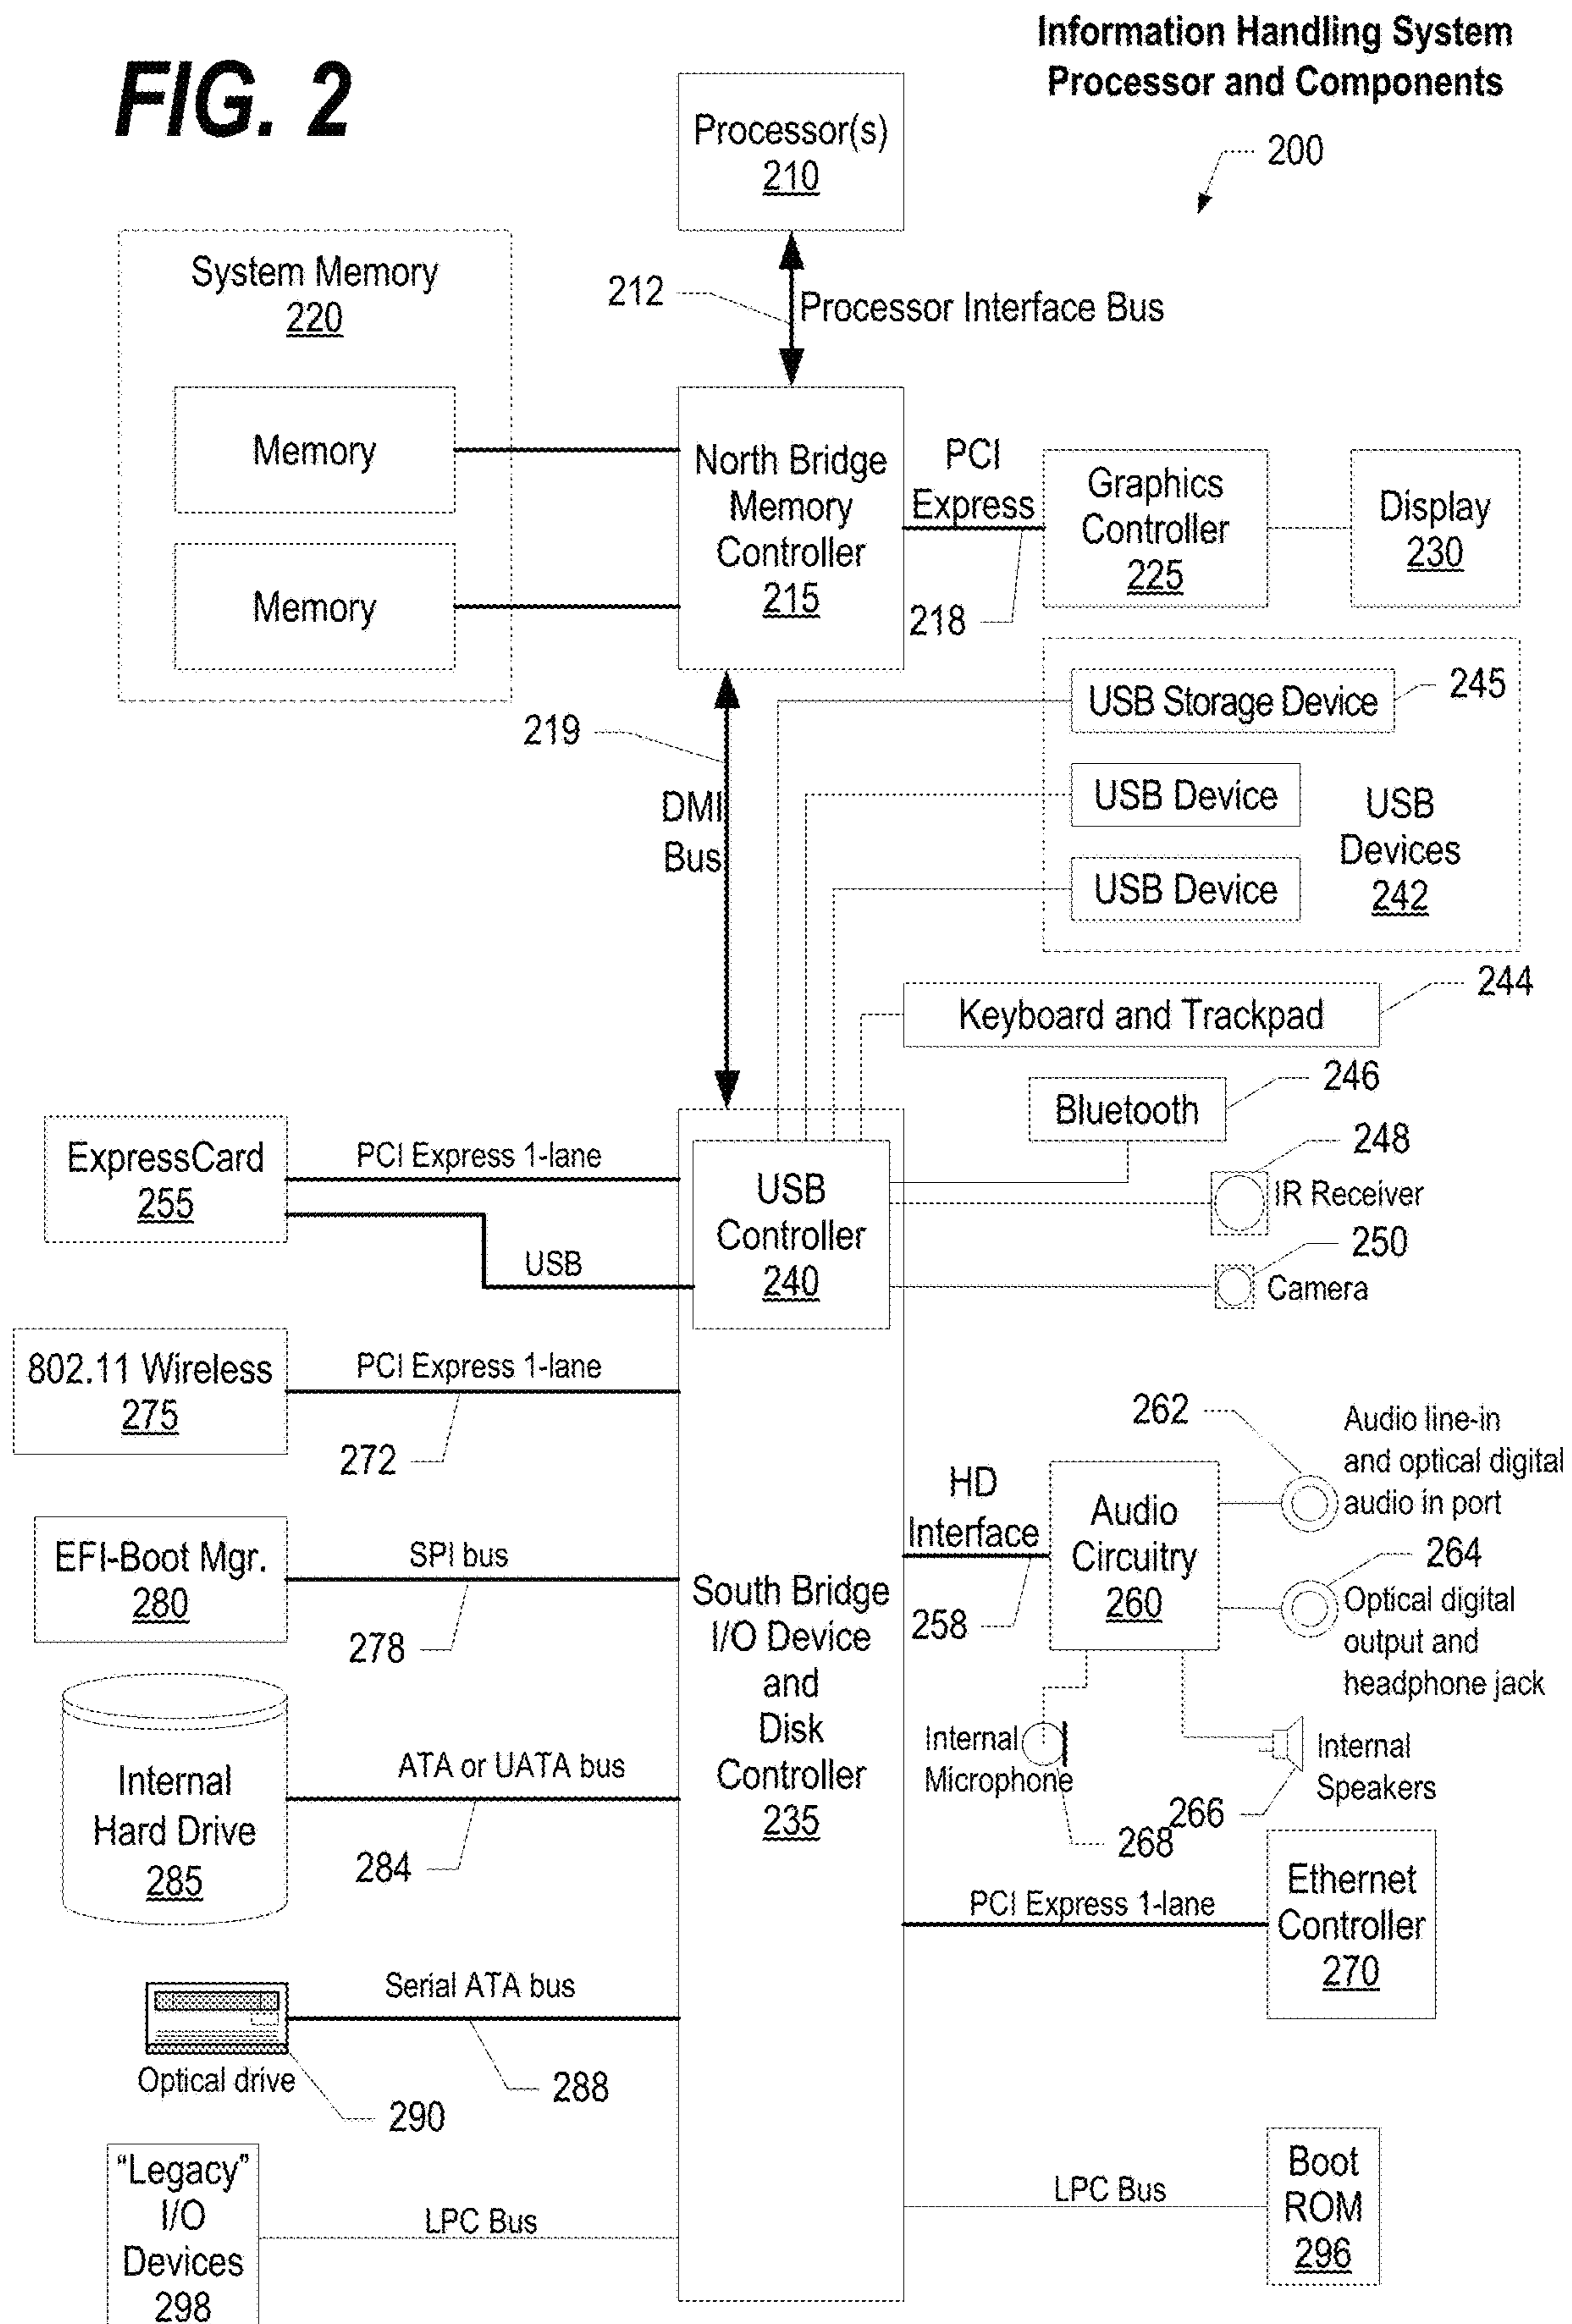 FIG. 2
Information Handling System
Processor and Components
200
Processor(s)
210
212
Processor Interface Bus
System Memory
220
Memory
Memory
North Bridge
Memory
Controller
215
PCI
Express
218
Graphics
Controller
225
Display
230
219
DMI
Bus
USB Storage Device
245
USB Device
USB Device
USB
Devices
242
Keyboard and Trackpad
244
Bluetooth
246
248
IR Receiver
250
Camera
ExpressCard
255
PCI Express 1-lane
USB
USB
Controller
240
802.11 Wireless
275
PCI Express 1-lane
272
EFI-Boot Mgr.
280
SPI bus
278
South Bridge
I/O Device
and
Disk
Controller
235
HD
Interface
258
Audio
Circuitry
260
262
Audio line-in
and optical digital
audio in port
264
Optical digital
output and
headphone jack
Internal
Microphone
268
Internal
Speakers
266
Internal
Hard Drive
285
ATA or UATA bus
284
PCI Express 1-lane
Ethernet
Controller
270
Serial ATA bus
288
Optical drive
290
"Legacy"
I/O
Devices
298
LPC Bus
LPC Bus
Boot
ROM
296